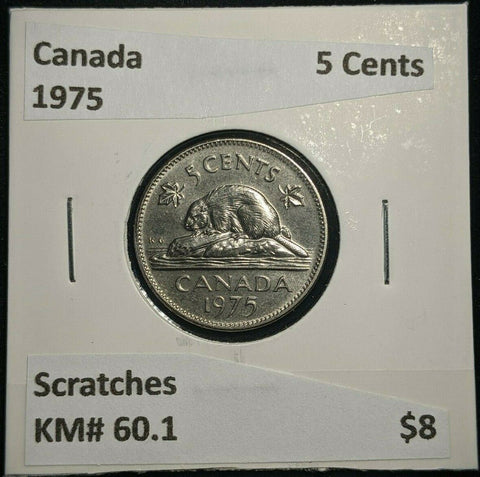 Canada 5 Cents
1975
5 CENTS
K G
CANADA
1975
Scratches
KM# 60.1 $8